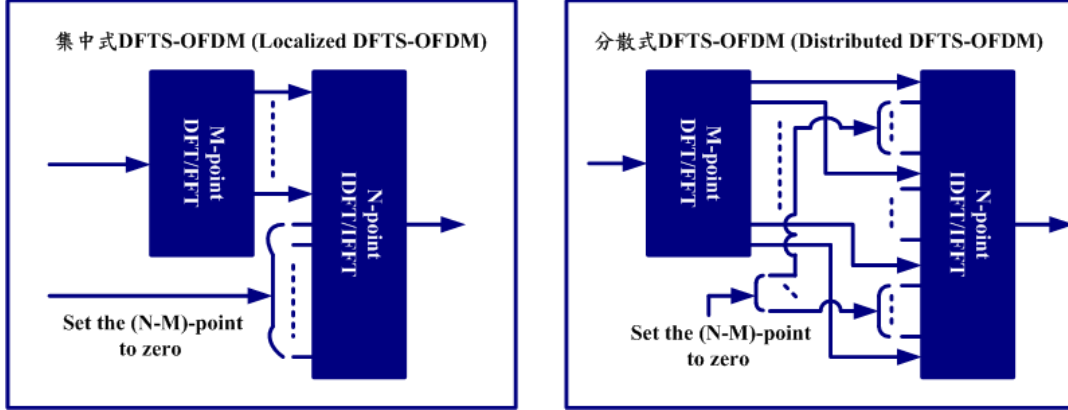 集中式DFTS-OFDM (Localized DFTS-OFDM)
M-point
DFT/FFT
N-point
IDFT/IFFT
Set the (N-M)-point
to zero
分散式DFTS-OFDM (Distributed DFTS-OFDM)
M-point
DFT/FFT
N-point
IDFT/IFFT
Set the (N-M)-point
to zero